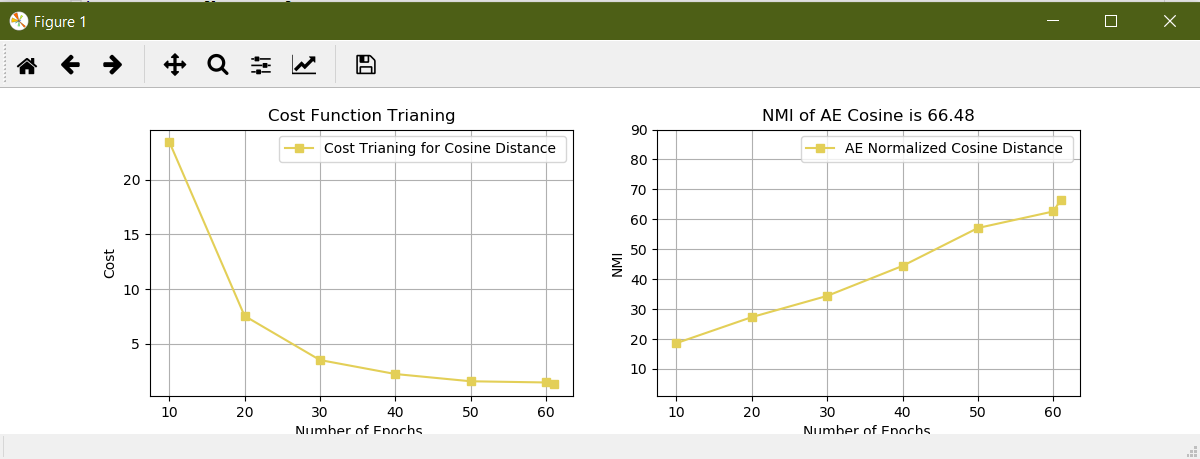 Figure 1
Cost Function Trianing
Cost Trianing for Cosine Distance
Cost
20
15
10
5
10 20 30 40 50 60
Number of Epochs
NMI of AE Cosine is 66.48
AE Normalized Cosine Distance
NMI
90
80
70
60
50
40
30
20
10
10 20 30 40 50 60
Number of Epochs